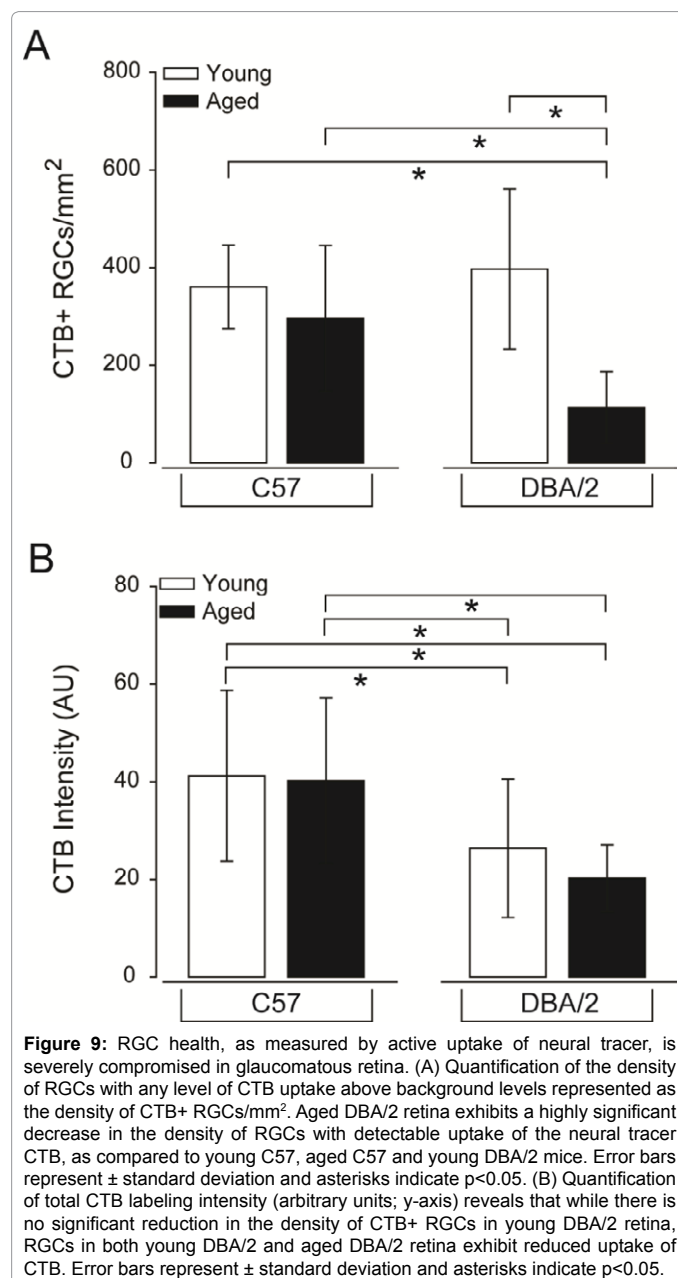 A
800
600
400
200
0
CTB+ RGCs/mm²
Young
Aged
*
*
*
C57
DBA/2
B
80
60
40
20
0
CTB Intensity (AU)
Young
Aged
*
*
*
*
C57
DBA/2
Figure 9: RGC health, as measured by active uptake of neural tracer, is
severely compromised in glaucomatous retina. (A) Quantification of the density
of RGCs with any level of CTB uptake above background levels represented as
the density of CTB+ RGCs/mm². Aged DBA/2 retina exhibits a highly significant
decrease in the density of RGCs with detectable uptake of the neural tracer
CTB, as compared to young C57, aged C57 and young DBA/2 mice. Error bars
represent ± standard deviation and asterisks indicate p<0.05. (B) Quantification
of total CTB labeling intensity (arbitrary units; y-axis) reveals that while there is
no significant reduction in the density of CTB+ RGCs in young DBA/2 retina,
RGCs in both young DBA/2 and aged DBA/2 retina exhibit reduced uptake of
CTB. Error bars represent ± standard deviation and asterisks indicate p<0.05.